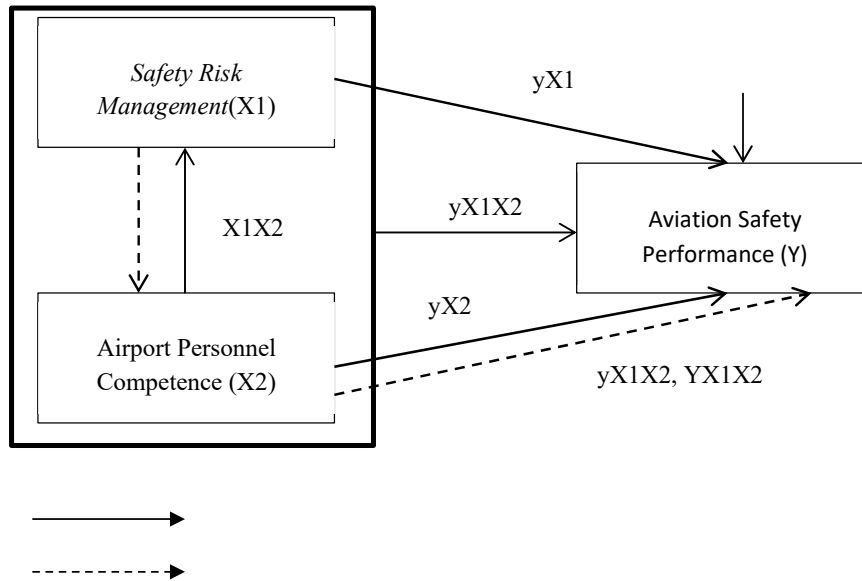 Safety Risk
Management(X1)
yX1
X1X2
yX1X2
Aviation Safety
Performance (Y)
yX2
Airport Personnel
Competence (X2)
yX1X2, YX1X2